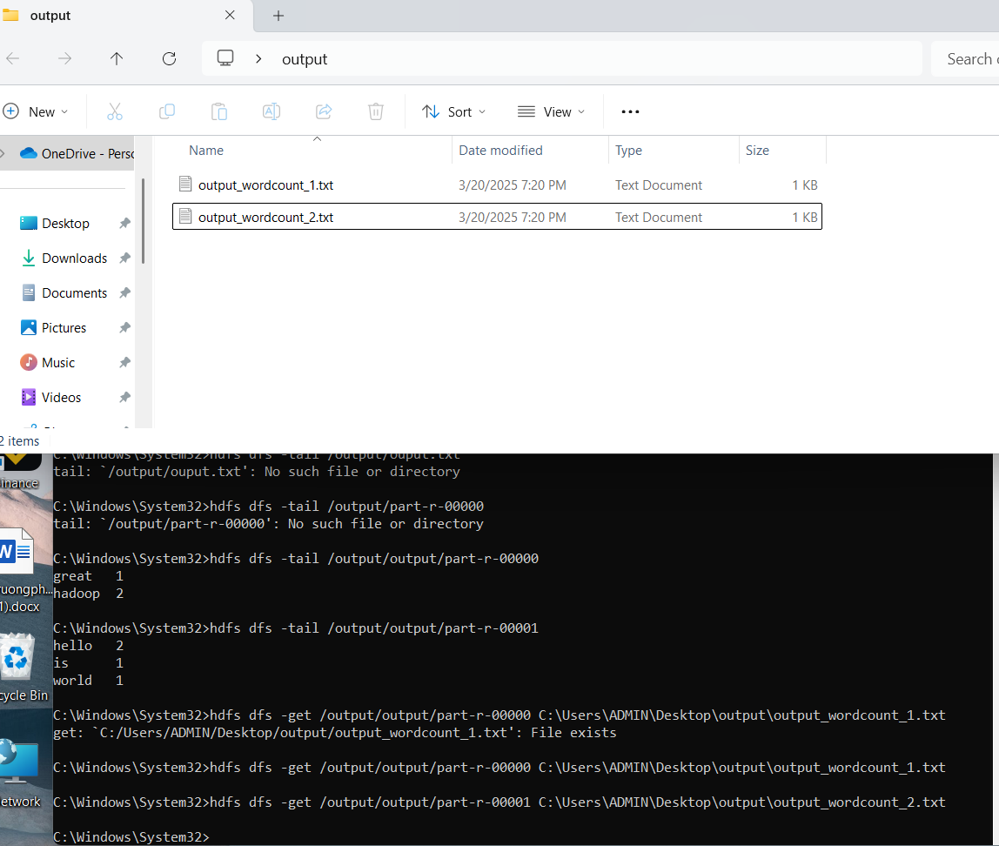 output
output
Search
New
Sort
View
OneDrive - Perso
Name Date modified Type Size
output_wordcount_1.txt 3/20/2025 7:20 PM Text Document 1 KB
output_wordcount_2.txt 3/20/2025 7:20 PM Text Document 1 KB
Desktop
Downloads
Documents
Pictures
Music
Videos
2 items
C:\Windows\System32>hdfs dfs -tail /output/ouput.txt
tail: `/output/ouput.txt': No such file or directory
C:\Windows\System32>hdfs dfs -tail /output/part-r-00000
tail: `/output/part-r-00000': No such file or directory
C:\Windows\System32>hdfs dfs -tail /output/output/part-r-00000
great 1
hadoop 2
C:\Windows\System32>hdfs dfs -tail /output/output/part-r-00001
hello 2
is 1
world 1
C:\Windows\System32>hdfs dfs -get /output/output/part-r-00000 C:\Users\ADMIN\Desktop\output\output_wordcount_1.txt
get: `C:/Users/ADMIN/Desktop/output/output_wordcount_1.txt': File exists
C:\Windows\System32>hdfs dfs -get /output/output/part-r-00000 C:\Users\ADMIN\Desktop\output\output_wordcount_1.txt
C:\Windows\System32>hdfs dfs -get /output/output/part-r-00001 C:\Users\ADMIN\Desktop\output\output_wordcount_2.txt
C:\Windows\System32>
inance
W
ruongph...
1).docx
cycle Bin
etwork